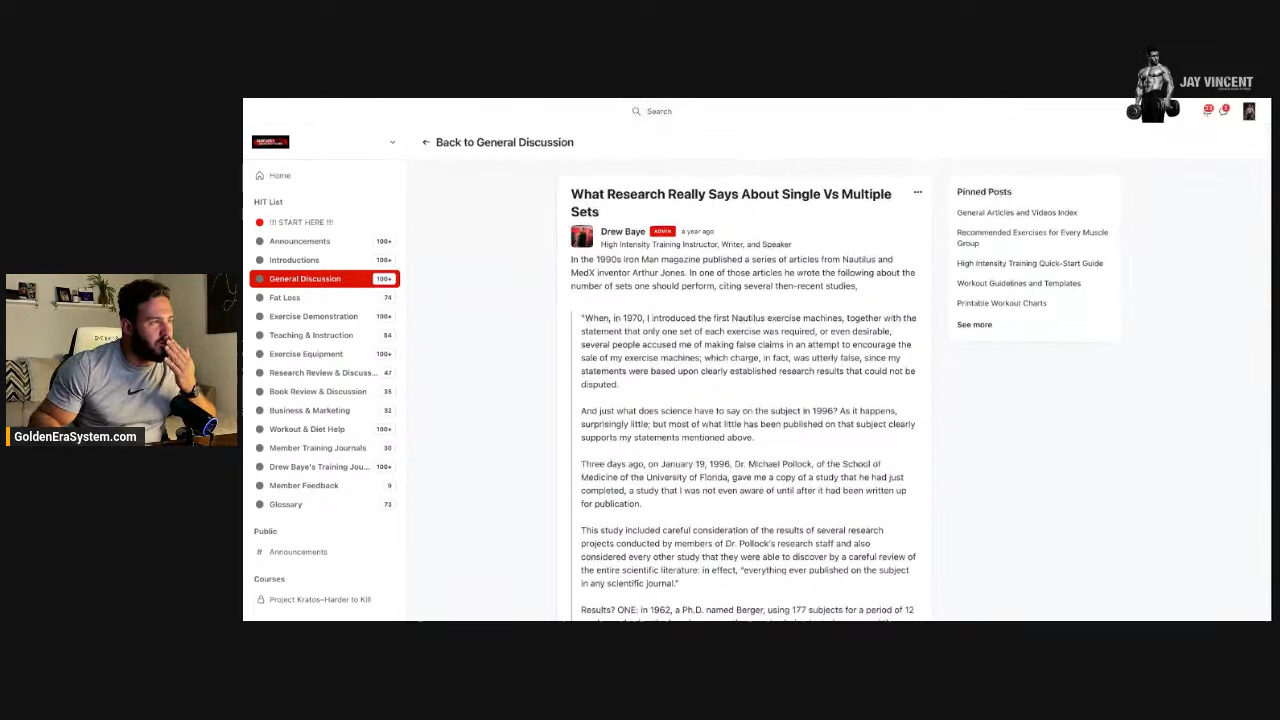 JAY VINCENT
Search
23
1
Back to General Discussion
Home
HIT List
!!! START HERE !!!
Announcements 100+
Introductions 100+
General Discussion 100+
Fat Loss 74
Exercise Demonstration 100+
Teaching & Instruction 54
Exercise Equipment 100+
Research Review & Discuss... 47
Book Review & Discussion 35
Business & Marketing 32
Workout & Diet Help 100+
Member Training Journals 30
Drew Baye's Training Jou... 100+
Member Feedback 9
Glossary 73
Public
# Announcements
Courses
Project Kratos–Harder to Kill
What Research Really Says About Single Vs Multiple
Sets
Drew Baye ADMIN a year ago
High Intensity Training Instructor, Writer, and Speaker
In the 1990s Iron Man magazine published a series of articles from Nautilus and
MedX inventor Arthur Jones. In one of those articles he wrote the following about the
number of sets one should perform, citing several then-recent studies,
"When, in 1970, I introduced the first Nautilus exercise machines, together with the
statement that only one set of each exercise was required, or even desirable,
several people accused me of making false claims in an attempt to encourage the
sale of my exercise machines; which charge, in fact, was utterly false, since my
statements were based upon clearly established research results that could not be
disputed.
And just what does science have to say on the subject in 1996? As it happens,
surprisingly little; but most of what little has been published on that subject clearly
supports my statements mentioned above.
Three days ago, on January 19, 1996, Dr. Michael Pollock, of the School of
Medicine of the University of Florida, gave me a copy of a study that he had just
completed, a study that I was not even aware of until after it had been written up
for publication.
This study included careful consideration of the results of several research
projects conducted by members of Dr. Pollock's research staff and also
considered every other study that they were able to discover by a careful review of
the entire scientific literature: in effect, "everything ever published on the subject
in any scientific journal."
Results? ONE: in 1962, a Ph.D. named Berger, using 177 subjects for a period of 12
Pinned Posts
General Articles and Videos Index
Recommended Exercises for Every Muscle
Group
High Intensity Training Quick-Start Guide
Workout Guidelines and Templates
Printable Workout Charts
See more
GoldenEraSystem.com